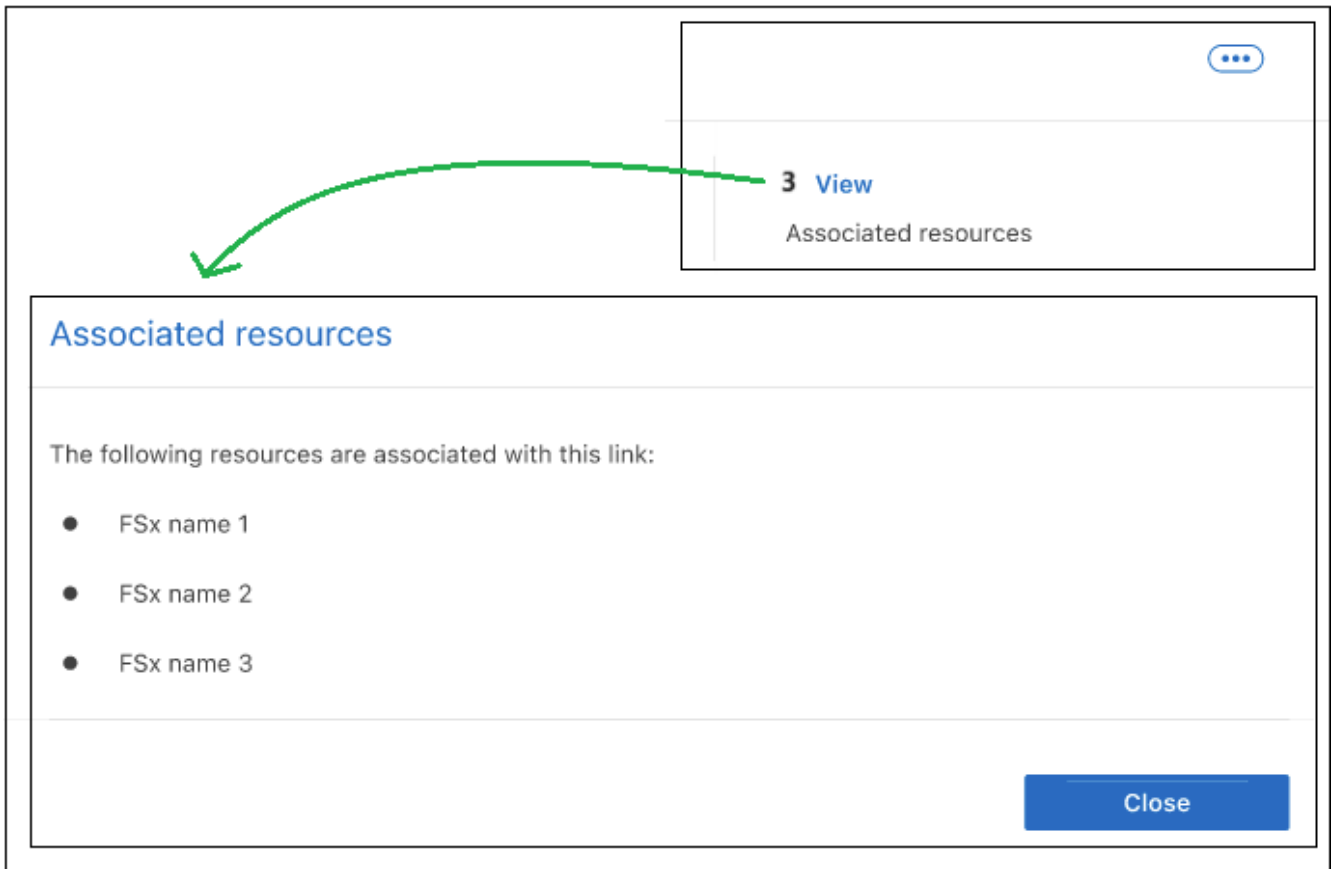 3 View
Associated resources
Associated resources
The following resources are associated with this link:
● FSx name 1
● FSx name 2
● FSx name 3
Close